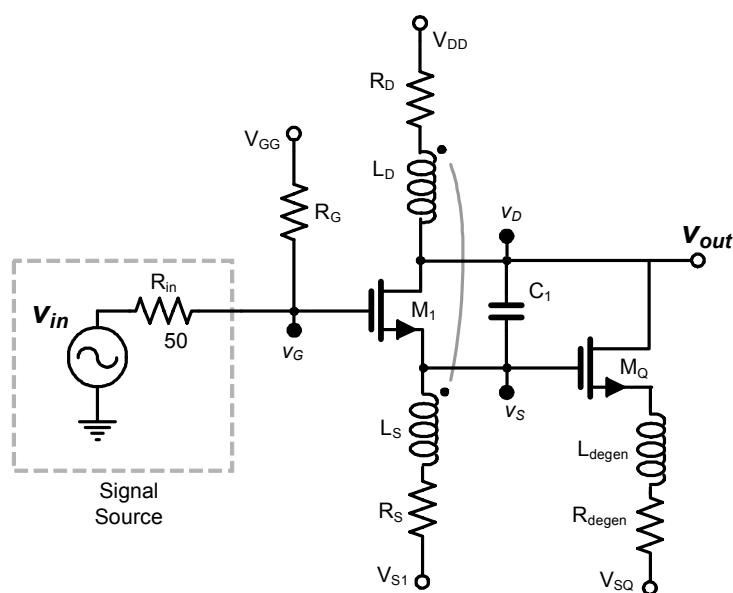 V_DD
R_D
V_GG
L_D
R_G
v_D
v_out
R_in
C_1
v_in
M_1
50
v_G
M_Q
v_S
L_S
L_degen
Signal
Source
R_S
R_degen
V_S1
V_SQ